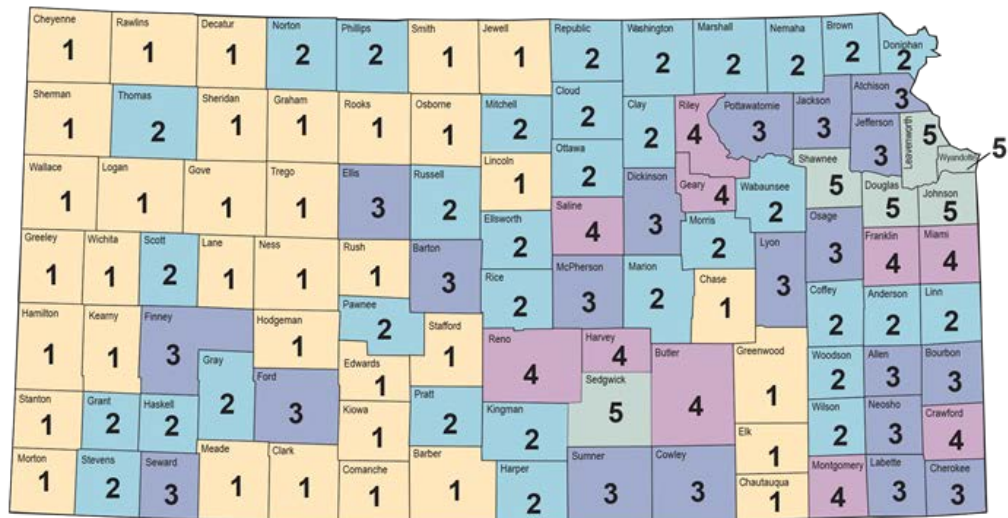 Cheyenne
1
Rawlins
1
Decatur
1
Norton
2
Phillips
2
Smith
1
Jewell
1
Republic
2
Washington
2
Marshall
2
Nemaha
2
Brown
2
Doniphan
2
Sherman
1
Thomas
2
Sheridan
1
Graham
1
Rooks
1
Osborne
1
Mitchell
2
Cloud
2
Clay
2
Riley
4
Pottawatomie
3
Jackson
3
Atchison
3
Jefferson
3
Leavenworth
5
Wyandotte
5
Wallace
1
Logan
1
Gove
1
Trego
1
Ellis
3
Russell
2
Lincoln
1
Ottawa
2
Dickinson
3
Geary
4
Wabaunsee
2
Shawnee
5
Douglas
5
Johnson
5
Greeley
1
Wichita
1
Scott
2
Lane
1
Ness
1
Rush
1
Barton
3
Ellsworth
2
Saline
4
Morris
2
Lyon
3
Osage
3
Franklin
4
Miami
4
Rice
2
McPherson
3
Marion
2
Chase
1
Coffey
2
Anderson
2
Linn
2
Hamilton
1
Kearny
1
Finney
3
Gray
2
Hodgeman
1
Ford
3
Pawnee
2
Edwards
1
Stafford
1
Reno
4
Harvey
4
Sedgwick
5
Butler
4
Greenwood
1
Woodson
2
Allen
3
Bourbon
3
Stanton
1
Grant
2
Haskell
2
Kiowa
1
Pratt
2
Kingman
2
Elk
1
Wilson
2
Neosho
3
Crawford
4
Morton
1
Stevens
2
Seward
3
Meade
1
Clark
1
Comanche
1
Barber
1
Harper
2
Sumner
3
Cowley
3
Chautauqua
1
Montgomery
4
Labette
3
Cherokee
3